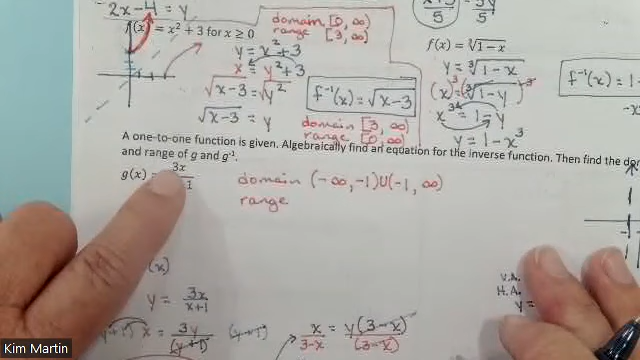 2x-4 = y
f(x) = x² + 3 for x ≥ 0
domain [0, ∞)
range [3, ∞)
y = x² + 3
x = y² + 3
√x-3 = √y²
√x-3 = y
f⁻¹(x) = √x-3
domain [3, ∞)
range [0, ∞)
5
5
f(x) = ∛1-x
y = ∛1-x
(x)³ = (∛1-y)³
x³ = 1-y
y = 1-x³
f⁻¹(x) = 1-
A one-to-one function is given. Algebraically find an equation for the inverse function. Then find the
and range of g and g⁻¹.
g(x) = 3x
domain (-∞, -1)U(-1, ∞)
range
(x)
y = 3x/x+1
x = 3y/(y+1)
x/3-x = y(3-x)/(3-x)
V.A.
H.A.
y=
Kim Martin